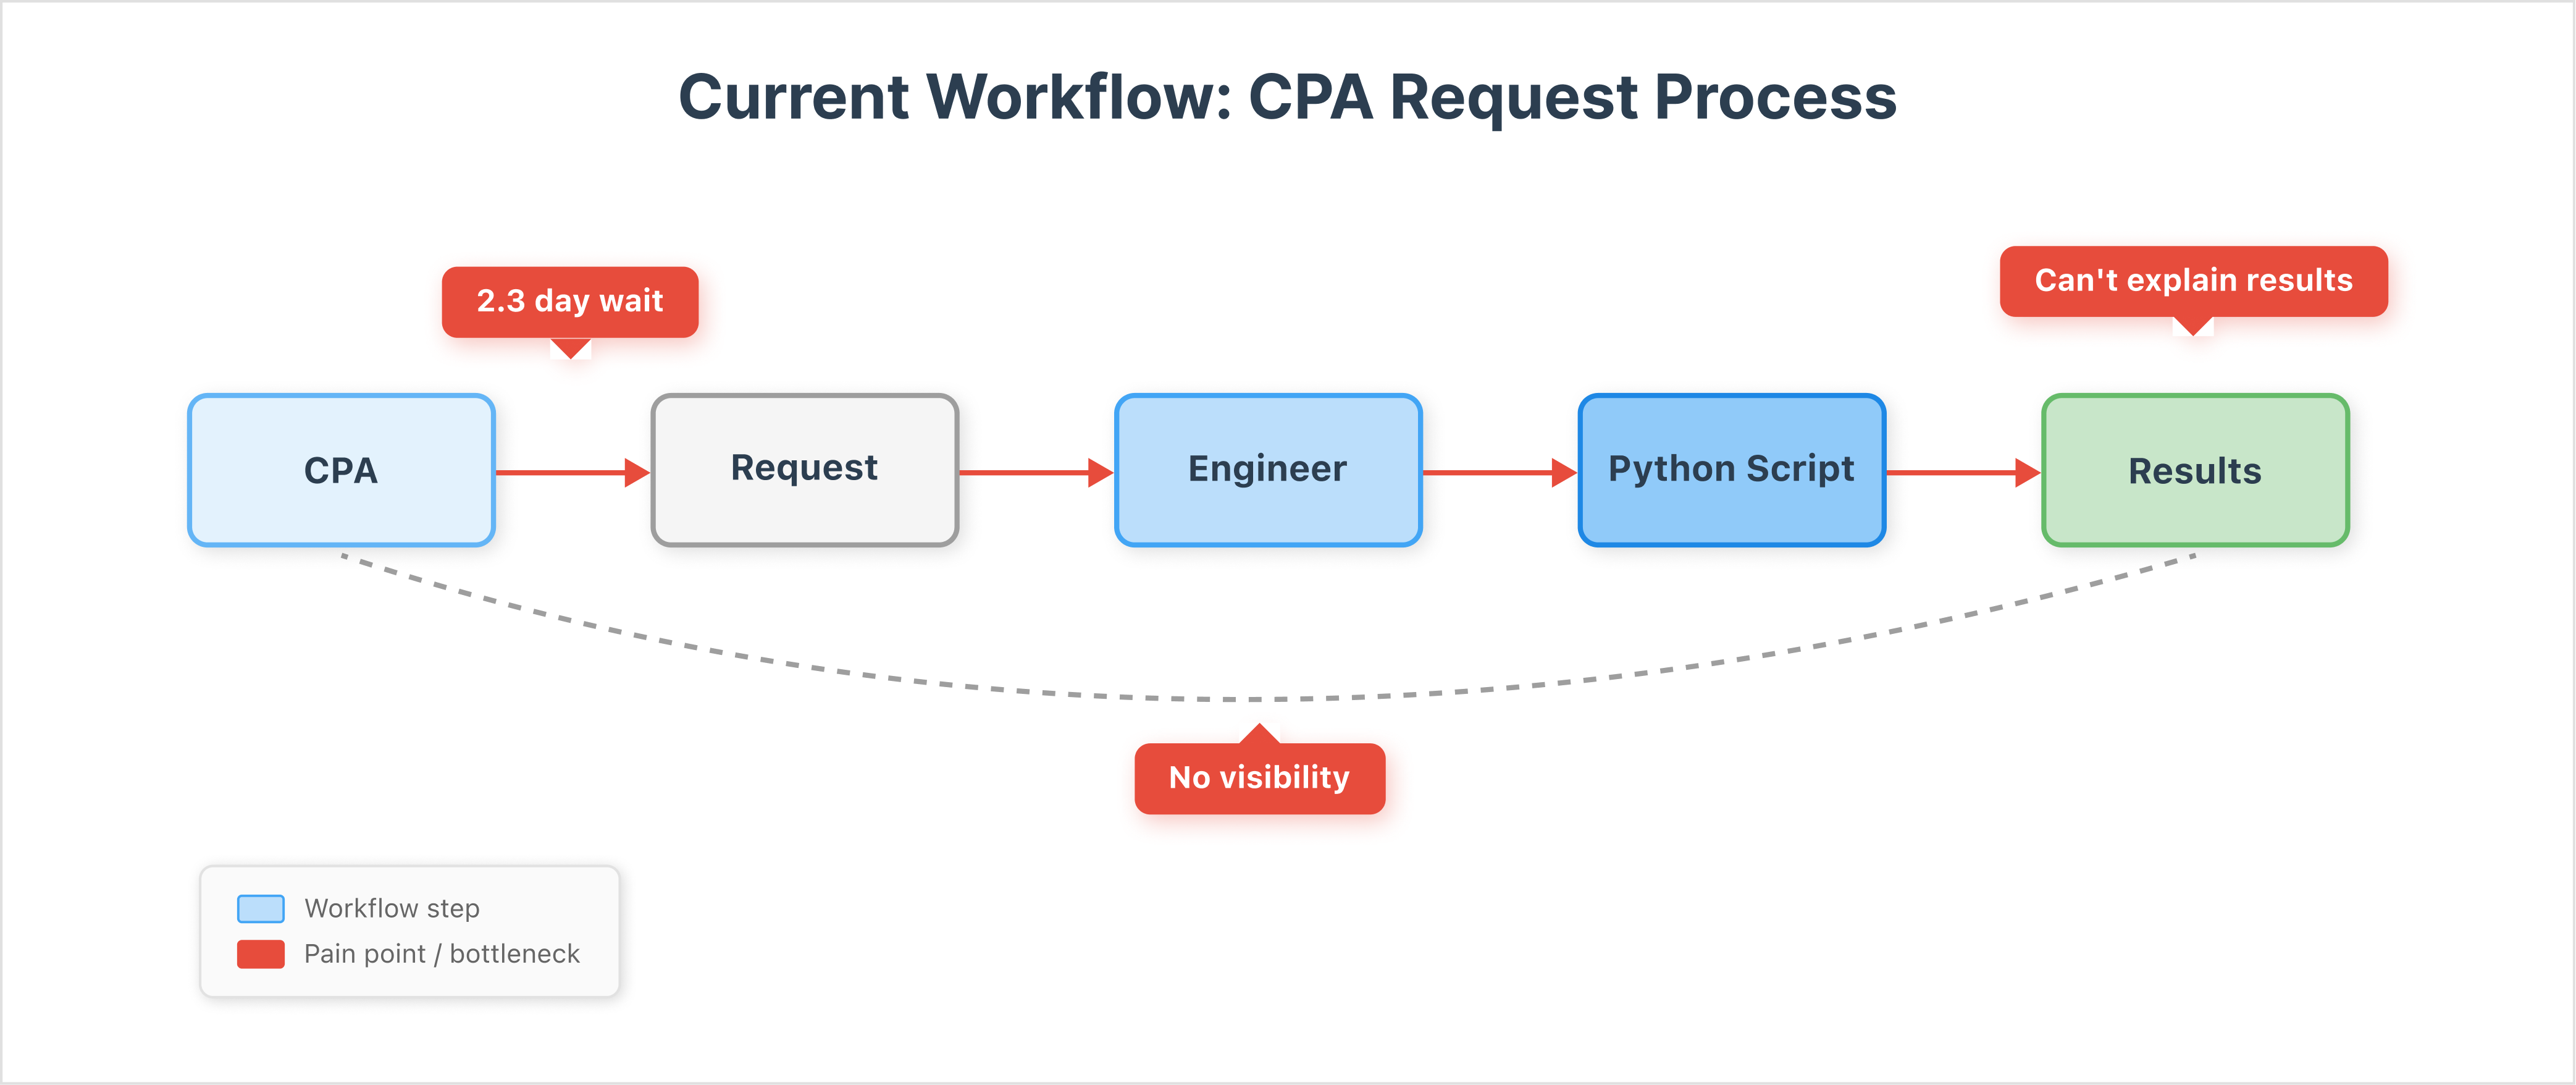 Current Workflow: CPA Request Process
2.3 day wait
Can't explain results
CPA
Request
Engineer
Python Script
Results
No visibility
Workflow step
Pain point / bottleneck